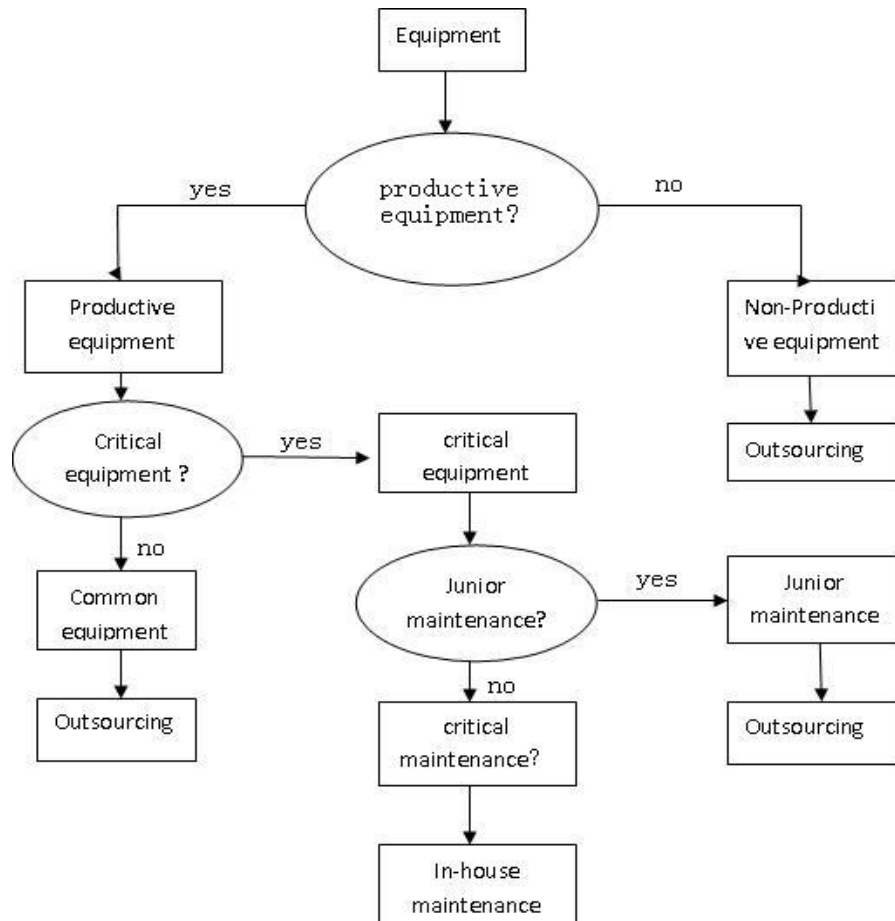 Equipment
productive
equipment?
yes
no
Productive
equipment
Non-Producti
ve equipment
Critical
equipment ?
yes
critical
equipment
Outsourcing
no
Common
equipment
Junior
maintenance?
yes
Junior
maintenance
Outsourcing
no
critical
maintenance?
Outsourcing
In-house
maintenance